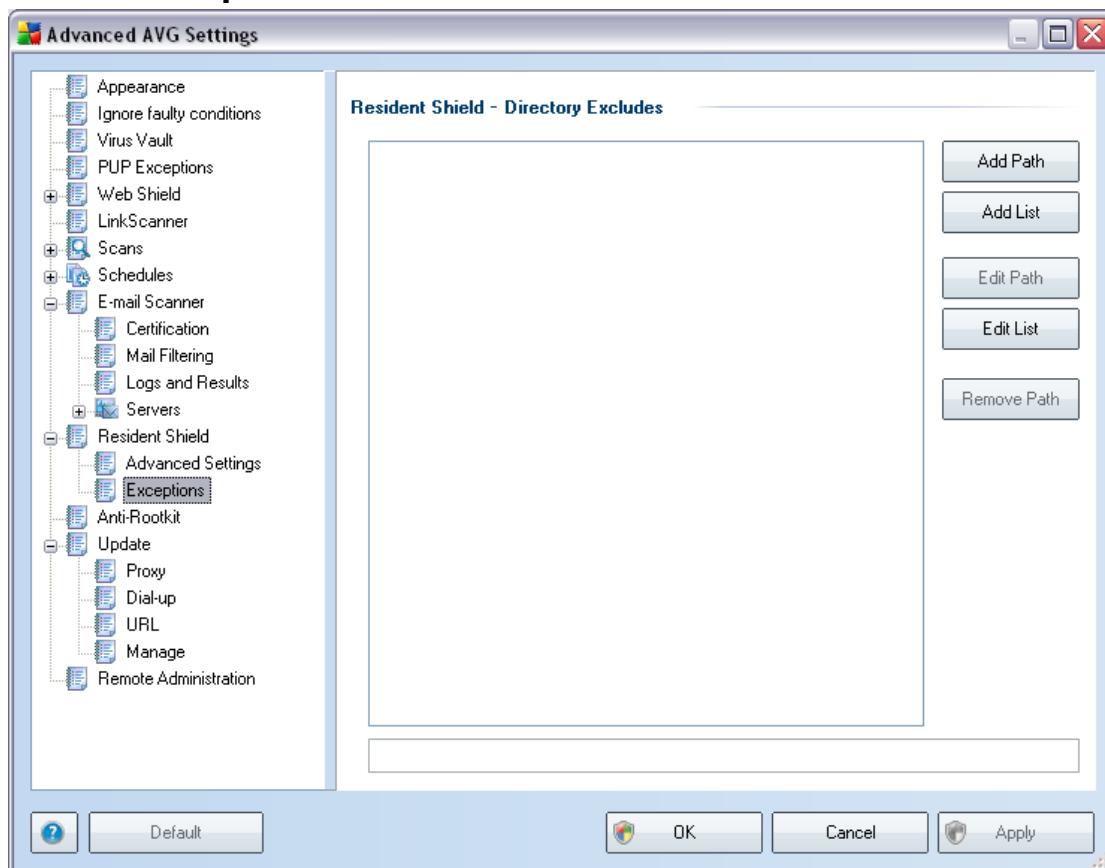 Advanced AVG Settings
Appearance
Ignore faulty conditions
Virus Vault
PUP Exceptions
Web Shield
LinkScanner
Scans
Schedules
E-mail Scanner
Certification
Mail Filtering
Logs and Results
Servers
Resident Shield
Advanced Settings
Exceptions
Anti-Rootkit
Update
Proxy
Dial-up
URL
Manage
Remote Administration
Resident Shield - Directory Excludes
Add Path
Add List
Edit Path
Edit List
Remove Path
Default
OK
Cancel
Apply